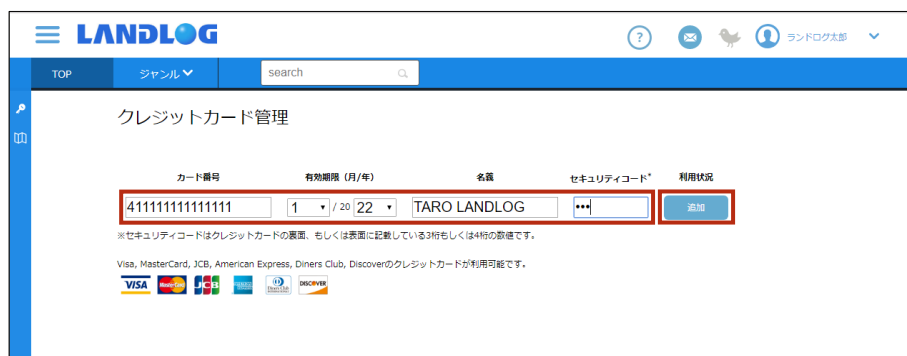 LANDLOG
? ランドログ太郎
TOP ジャンル search
クレジットカード管理
カード番号 有効期限（月/年） 名義 セキュリティコード* 利用状況
411111111111111 1 / 20 22 TARO LANDLOG ••• 追加
※セキュリティコードはクレジットカードの裏面、もしくは表面に記載している3桁もしくは4桁の数値です。
Visa, MasterCard, JCB, American Express, Diners Club, Discoverのクレジットカードが利用可能です。
VISA MasterCard JCB DISCOVER